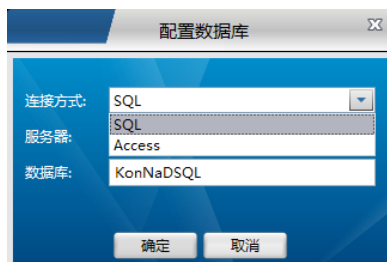 配置数据库
连接方式: SQL
SQL
服务器:
Access
数据库: KonNaDSQL
确定 取消